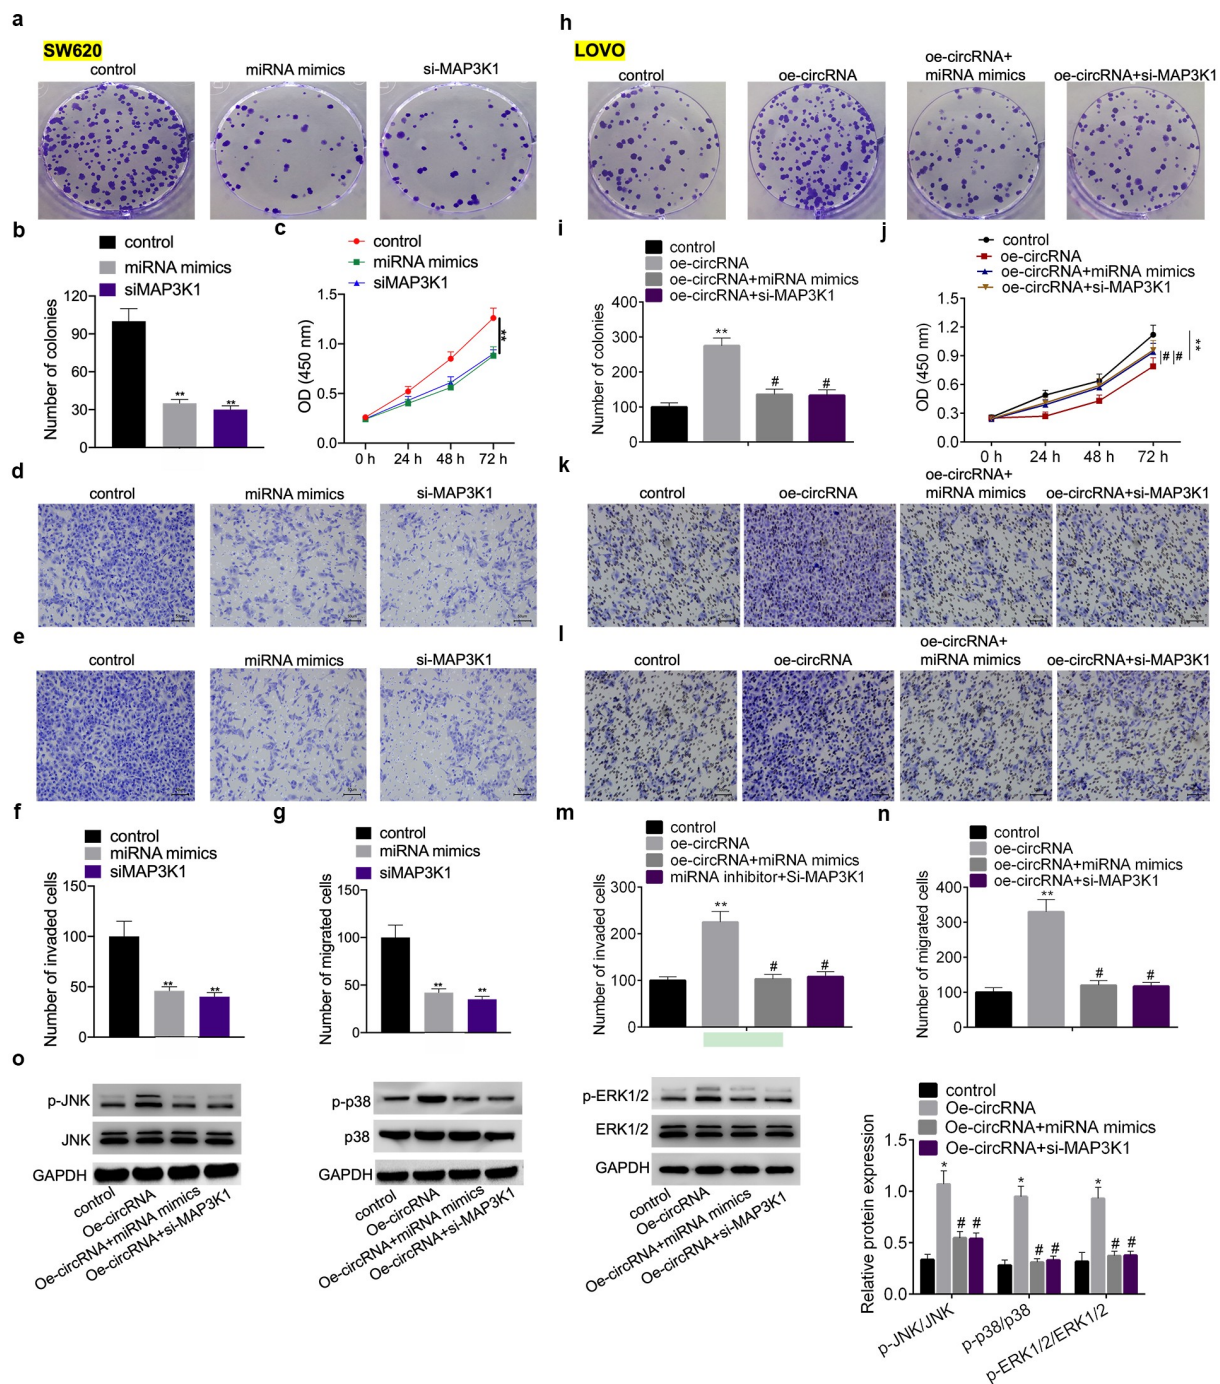 a
SW620
control
miRNA mimics
si-MAP3K1
h
LOVO
control
oe-circRNA
oe-circRNA+
miRNA mimics
oe-circRNA+si-MAP3K1
b
control
miRNA mimics
siMAP3K1
Number of colonies
120
90
60
30
0
**
**
c
control
miRNA mimics
siMAP3K1
OD (450 nm)
1.5
1.0
0.5
0.0
**
0 h
24 h
48 h
72 h
i
control
oe-circRNA
oe-circRNA+miRNA mimics
oe-circRNA+si-MAP3K1
Number of colonies
400
300
200
100
0
**
#
#
j
control
oe-circRNA
oe-circRNA+miRNA mimics
oe-circRNA+si-MAP3K1
OD (450 nm)
1.5
1.2
0.9
0.6
0.3
0.0
#
#
**
0 h
24 h
48 h
72 h
d
control
miRNA mimics
si-MAP3K1
k
control
oe-circRNA
oe-circRNA+
miRNA mimics
oe-circRNA+si-MAP3K1
e
control
miRNA mimics
si-MAP3K1
l
control
oe-circRNA
oe-circRNA+
miRNA mimics
oe-circRNA+si-MAP3K1
f
control
miRNA mimics
siMAP3K1
Number of invaded cells
150
100
50
0
**
**
g
control
miRNA mimics
siMAP3K1
Number of migrated cells
150
100
50
0
**
**
m
control
oe-circRNA
oe-circRNA+miRNA mimics
miRNA inhibitor+Si-MAP3K1
Number of invaded cells
300
200
100
0
**
#
#
n
control
oe-circRNA
oe-circRNA+miRNA mimics
oe-circRNA+si-MAP3K1
Number of migrated cells
400
300
200
100
0
**
#
#
o
p-JNK
JNK
GAPDH
control
Oe-circRNA
Oe-circRNA+miRNA mimics
Oe-circRNA+si-MAP3K1
p-p38
p38
GAPDH
control
Oe-circRNA
Oe-circRNA+miRNA mimics
Oe-circRNA+si-MAP3K1
p-ERK1/2
ERK1/2
GAPDH
control
Oe-circRNA
Oe-circRNA+miRNA mimics
Oe-circRNA+si-MAP3K1
control
Oe-circRNA
Oe-circRNA+miRNA mimics
Oe-circRNA+si-MAP3K1
Relative protein expression
1.5
1.0
0.5
0.0
*
#
#
*
#
#
*
#
#
p-JNK/JNK
p-p38/p38
p-ERK1/2/ERK1/2